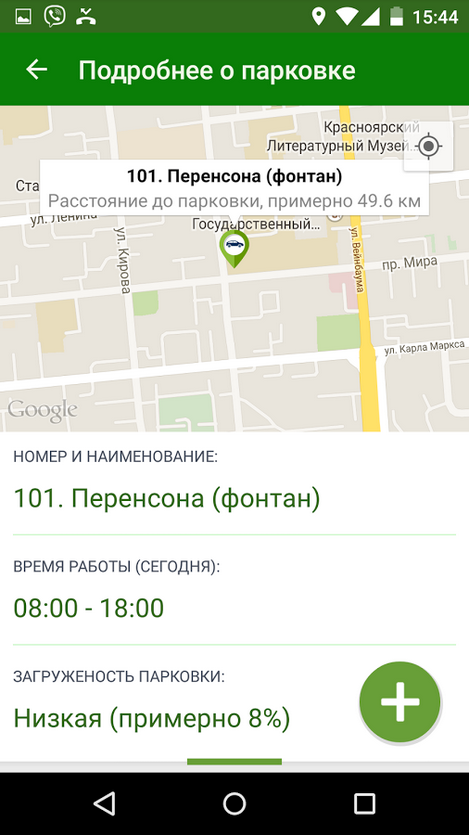 15:44
Подробнее о парковке
Красноярский
Литературный Музей...
101. Перенсона (фонтан)
Расстояние до парковки, примерно 49.6 км
Ста
ул. Ленина
Государственный...
ул. Кирова
ул. Вейнбаума
пр. Мира
ул. Карла Маркса
Google
НОМЕР И НАИМЕНОВАНИЕ:
101. Перенсона (фонтан)
ВРЕМЯ РАБОТЫ (СЕГОДНЯ):
08:00 - 18:00
ЗАГРУЖЕНОСТЬ ПАРКОВКИ:
Низкая (примерно 8%)